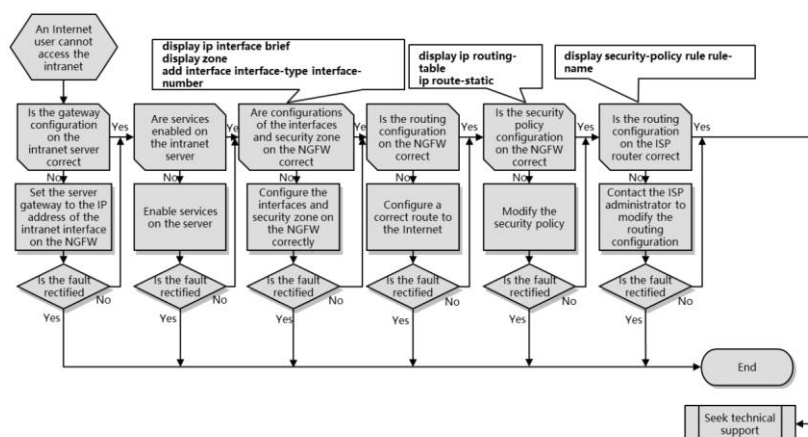 An Internet
user cannot
access the
intranet
display ip interface brief
display zone
add interface interface-type interface-
number
display ip routing-
table
ip route-static
display security-policy rule rule-
name
Is the gateway
configuration
on the
intranet server
correct
Yes
Are services
enabled on
the intranet
server
Yes
Are configurations
of the interfaces
and security zone
on the NGFW
correct
Yes
Is the routing
configuration
on the NGFW
correct
Yes
Is the security
policy
configuration
on the NGFW
correct
Yes
Is the routing
configuration
on the ISP
router correct
Yes
No
No
No
No
No
No
Set the server
gateway to the IP
address of the
intranet interface
on the NGFW
Enable services
on the server
Configure the
interfaces and
security zone on
the NGFW
correctly
Configure a
correct route to
the Internet
Modify the
security policy
Contact the ISP
administrator to
modify the
routing
configuration
Is the fault
rectified
No
Yes
Is the fault
rectified
No
Yes
Is the fault
rectified
No
Yes
Is the fault
rectified
No
Yes
Is the fault
rectified
No
Yes
Is the fault
rectified
No
Yes
End
Seek technical
support